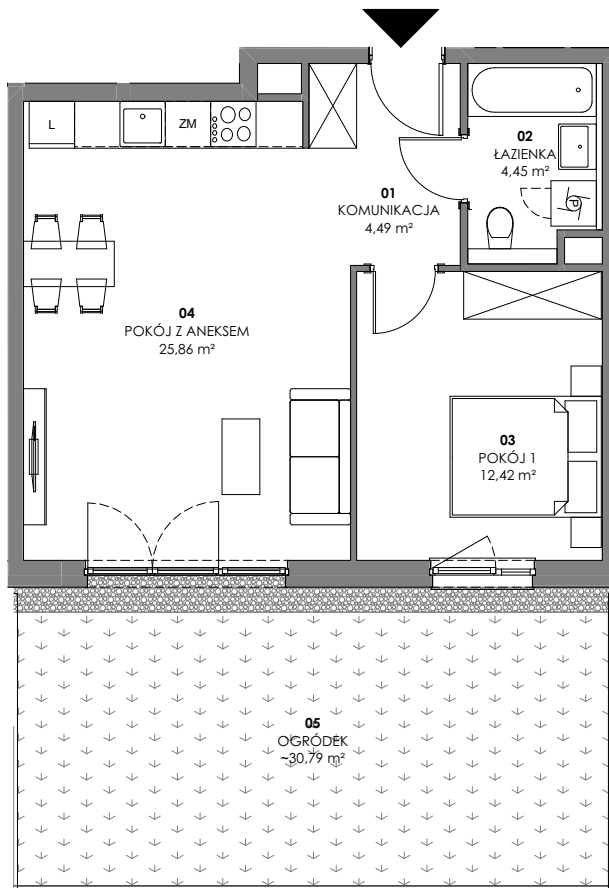 L
ZM
01
KOMUNIKACJA
4,49 m²
02
ŁAZIENKA
4,45 m²
P
04
POKÓJ Z ANEKSEM
25,86 m²
03
POKÓJ 1
12,42 m²
05
OGRÓDEK
~30,79 m²